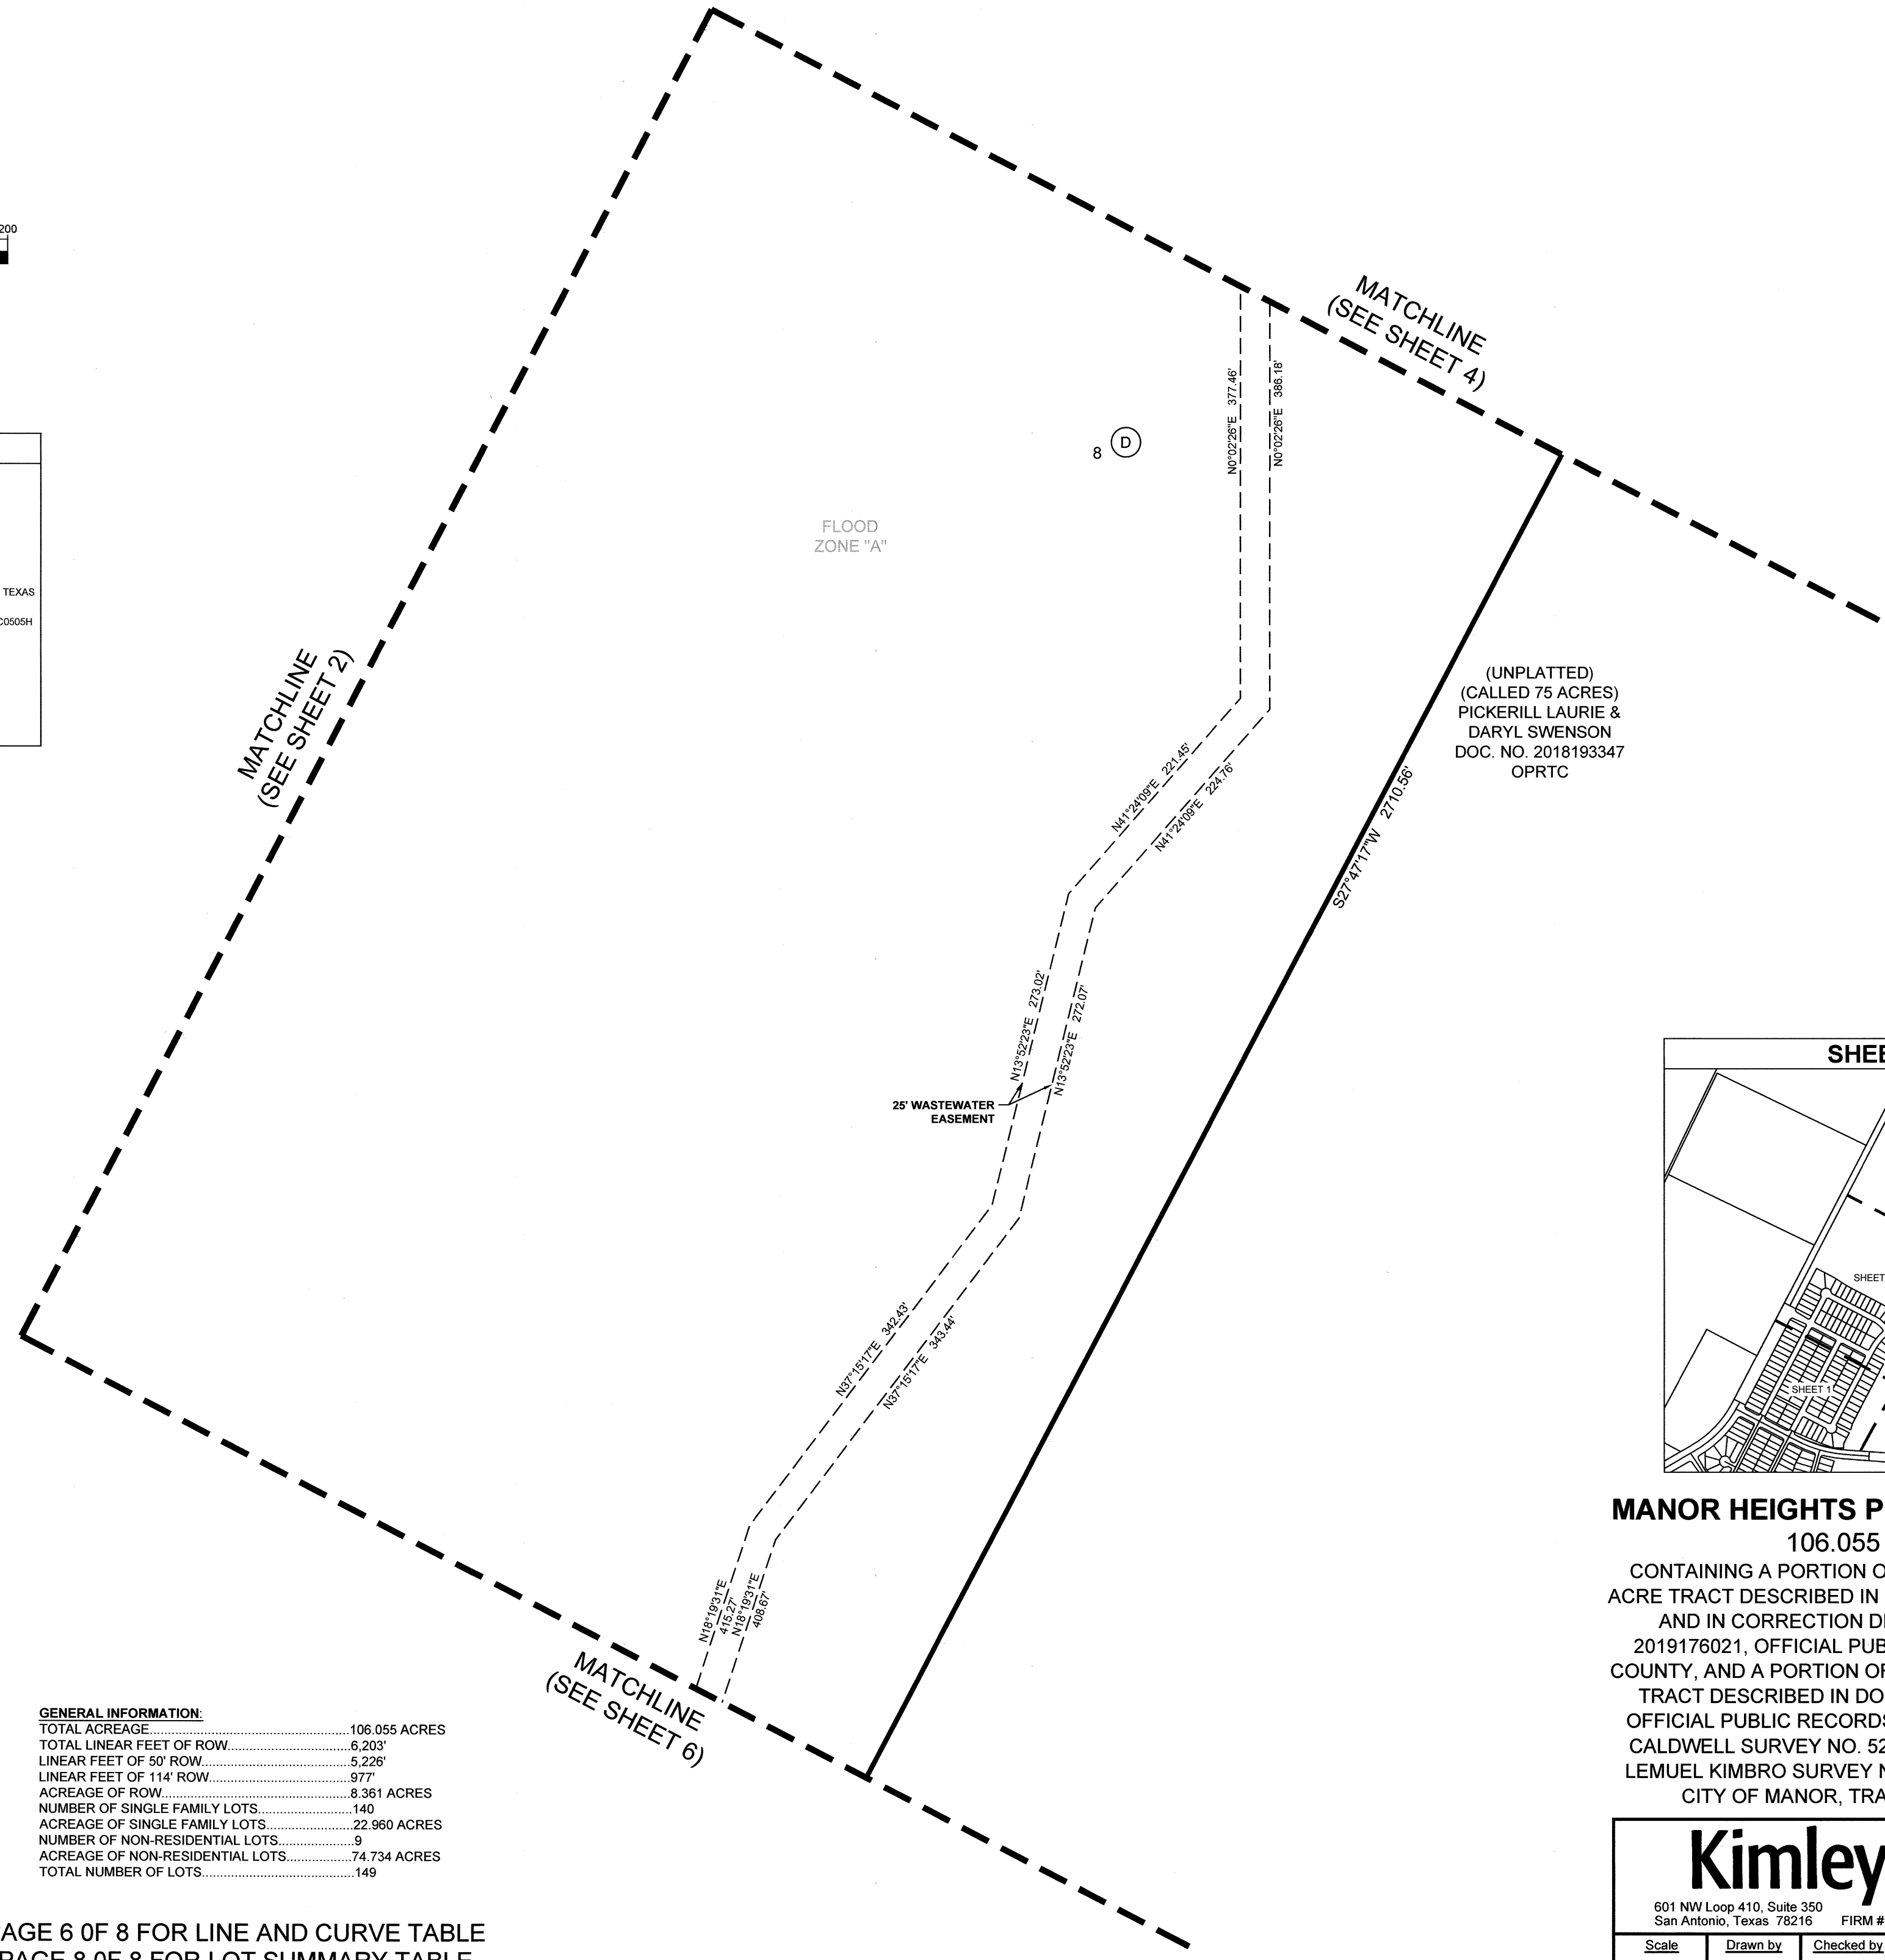 200
MATCHLINE
(SEE SHEET 4)
N0°02'26"E 377.46'
N0°02'26"E 386.18'
8 D
FLOOD
ZONE "A"
TEXAS
C0505H
MATCHLINE
(SEE SHEET 2)
(UNPLATTED)
(CALLED 75 ACRES)
PICKERILL LAURIE &
DARYL SWENSON
DOC. NO. 2018193347
OPRTC
N41°24'09"E 221.45'
N41°24'09"E 224.76'
S27°47'17"W 2710.56'
N13°52'23"E 273.02'
N13°52'23"E 272.07'
25' WASTEWATER
EASEMENT
SHEE
SHEET
SHEET 1
N37°15'17"E 342.43'
N37°15'17"E 343.44'
N18°19'31"E
415.27'
N18°19'31"E
408.67'
MATCHLINE
(SEE SHEET 6)
MANOR HEIGHTS P
106.055
CONTAINING A PORTION O
ACRE TRACT DESCRIBED IN
AND IN CORRECTION D
2019176021, OFFICIAL PUB
COUNTY, AND A PORTION OF
TRACT DESCRIBED IN DO
OFFICIAL PUBLIC RECORDS
CALDWELL SURVEY NO. 52
LEMUEL KIMBRO SURVEY N
CITY OF MANOR, TRA
GENERAL INFORMATION:
TOTAL ACREAGE......................................................106.055 ACRES
TOTAL LINEAR FEET OF ROW..................................6,203'
LINEAR FEET OF 50' ROW.......................................5,226'
LINEAR FEET OF 114' ROW......................................977'
ACREAGE OF ROW....................................................8.361 ACRES
NUMBER OF SINGLE FAMILY LOTS..........................140
ACREAGE OF SINGLE FAMILY LOTS........................22.960 ACRES
NUMBER OF NON-RESIDENTIAL LOTS.....................9
ACREAGE OF NON-RESIDENTIAL LOTS..................74.734 ACRES
TOTAL NUMBER OF LOTS.........................................149
AGE 6 0F 8 FOR LINE AND CURVE TABLE
PAGE 8 0F 8 FOR LOT SUMMARY TABLE
Kimley
601 NW Loop 410, Suite 350
San Antonio, Texas 78216 FIRM #
Scale Drawn by Checked by